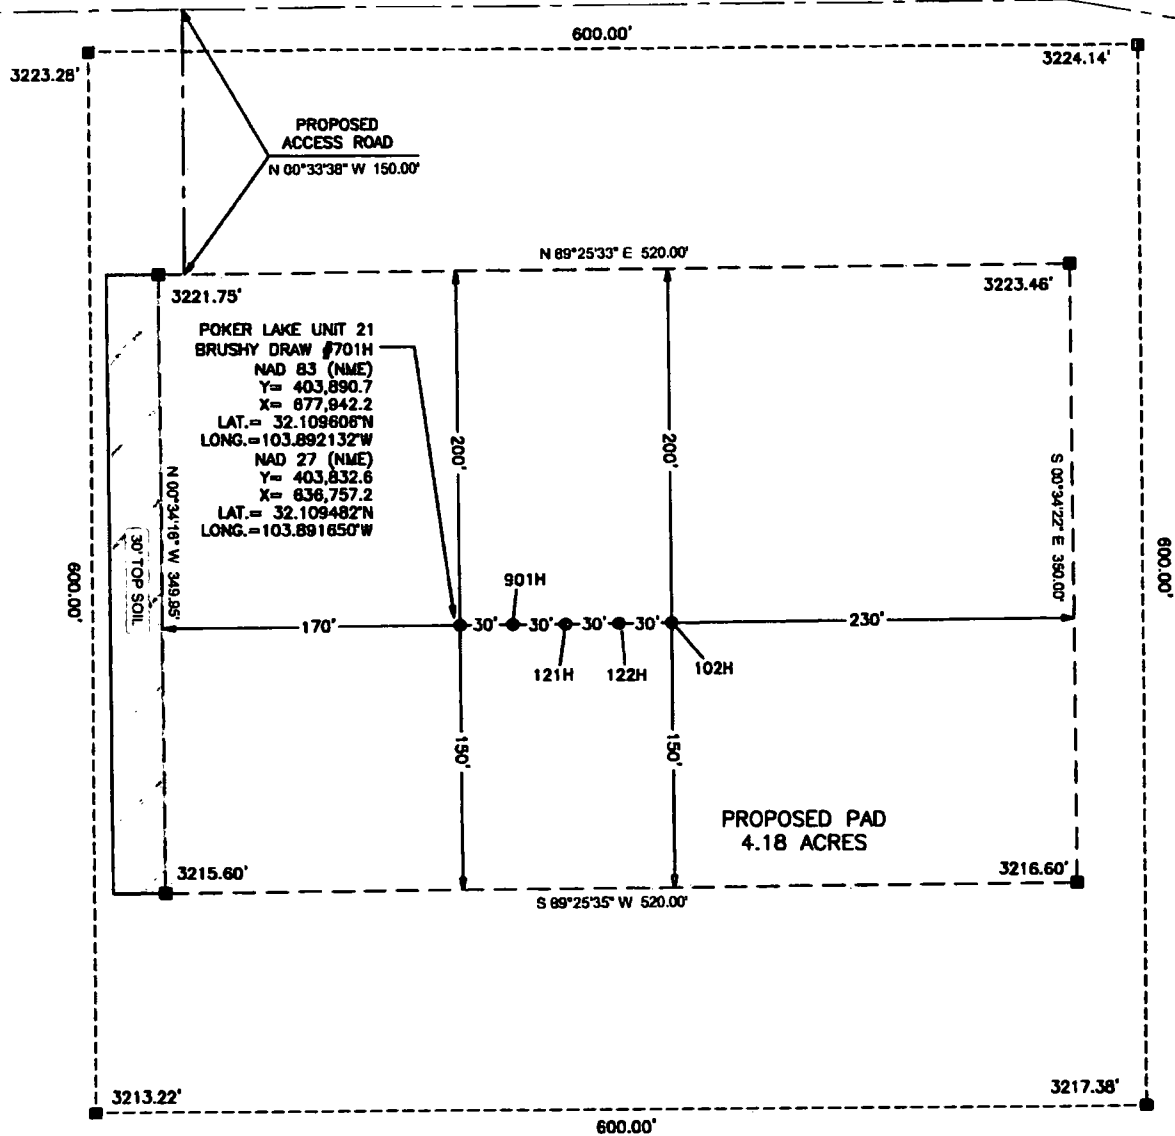 600.00'
3223.28'
3224.14'
PROPOSED
ACCESS ROAD
N 00°33'38" W 150.00'
N 89°25'33" E 520.00'
3221.75'
3223.46'
POKER LAKE UNIT 21
BRUSHY DRAW #701H
NAD 83 (NME)
Y= 403,890.7
X= 677,942.2
LAT.= 32.109606°N
LONG.=103.892132°W
NAD 27 (NME)
Y= 403,832.6
X= 636,757.2
LAT.= 32.109482°N
LONG.=103.891650°W
200'
200'
N 00°34'16" W 349.95'
S 00°34'22" E 350.00'
30' TOP SOIL
600.00'
600.00'
901H
170'
30'
30'
30'
30'
230'
121H
122H
102H
150'
150'
PROPOSED PAD
4.18 ACRES
3215.60'
3216.60'
S 89°25'35" W 520.00'
3213.22'
3217.38'
600.00'